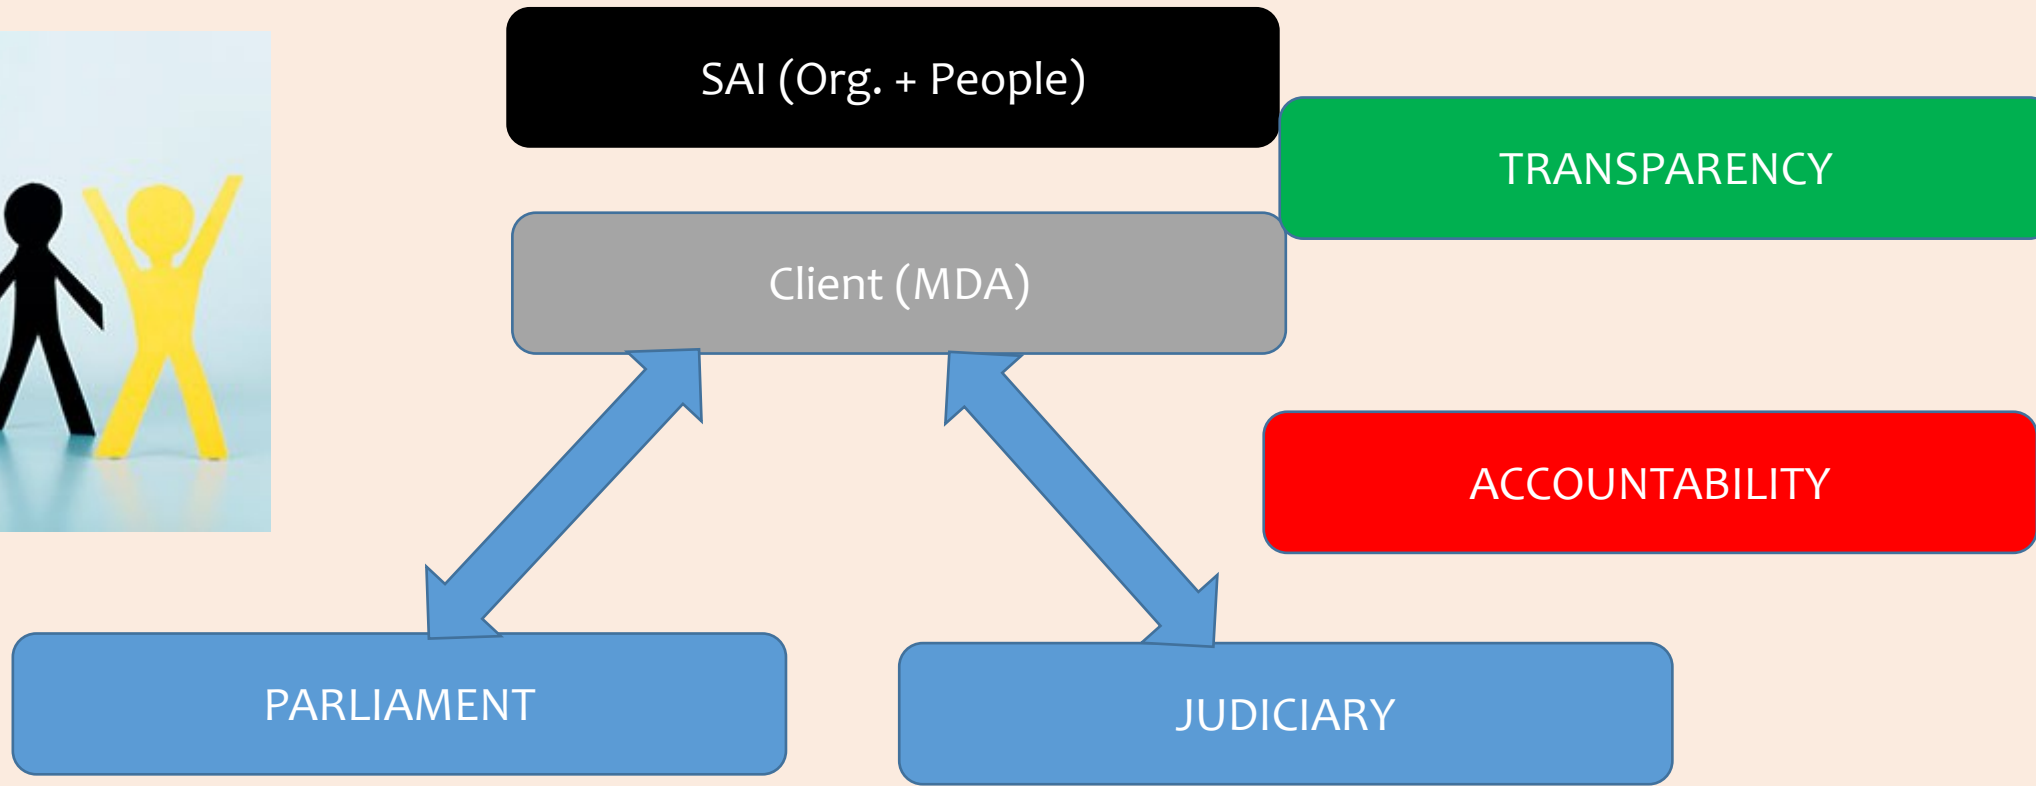 SAI (Org. + People)
TRANSPARENCY
Client (MDA)
ACCOUNTABILITY
PARLIAMENT
JUDICIARY